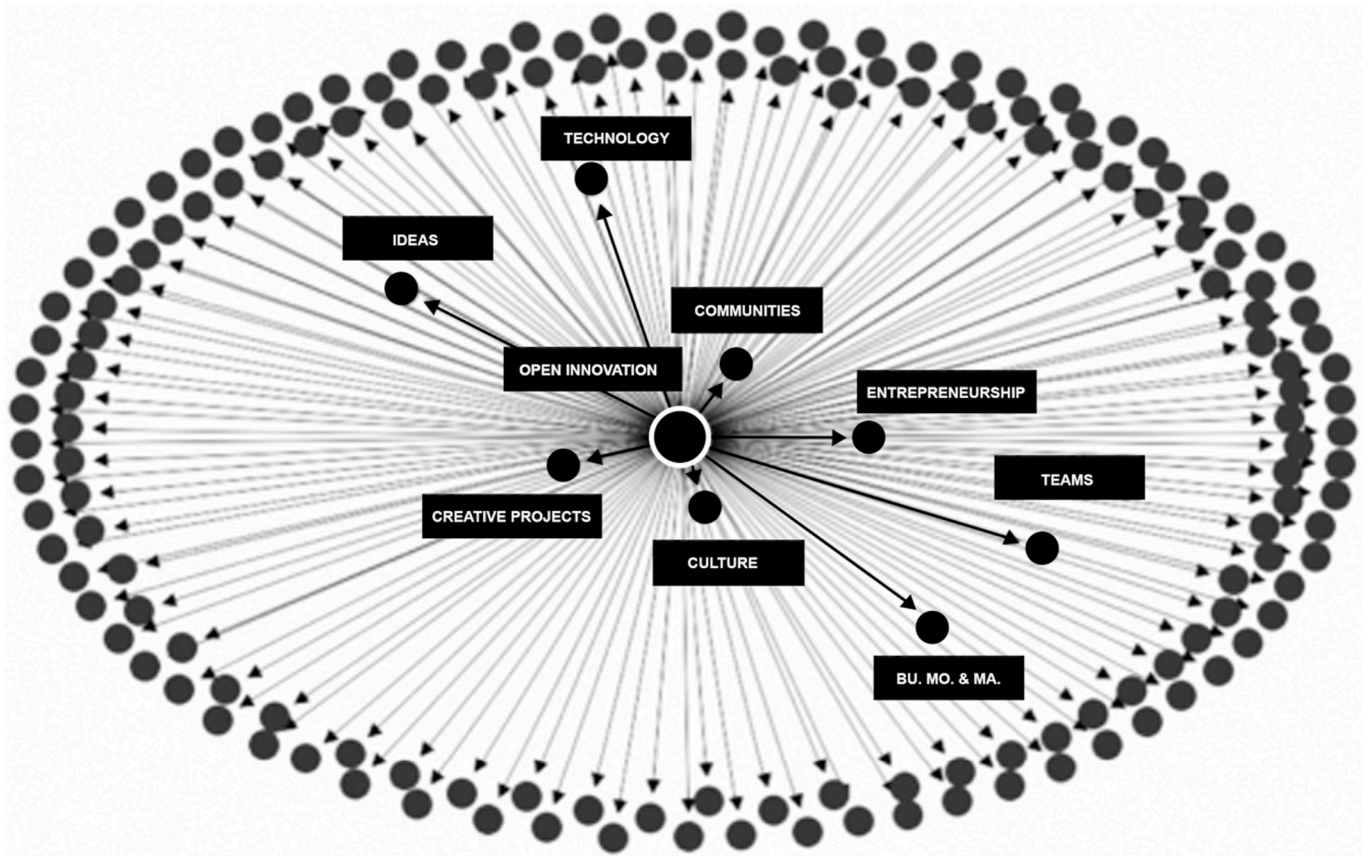 TECHNOLOGY
IDEAS
COMMUNITIES
OPEN INNOVATION
ENTREPRENEURSHIP
TEAMS
CREATIVE PROJECTS
CULTURE
BU. MO. & MA.